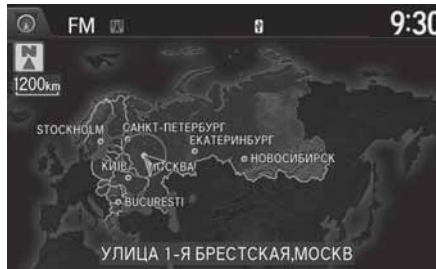 FM 9:30
N
1200km
STOCKHOLM САНКТ-ПЕТЕРБУРГ
ЕКАТЕРИНБУРГ
КИЇВ МОСКВА НОВОСИБИРСК
BUCURESTI
УЛИЦА 1-Я БРЕСТСКАЯ,МОСКВ